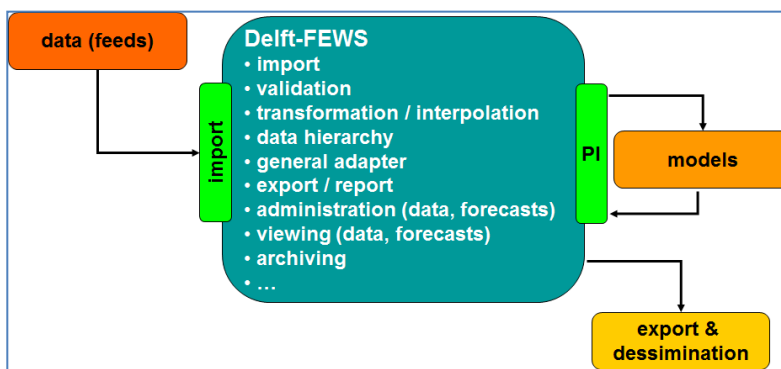 data (feeds)
Delft-FEWS
• import
• validation
• transformation / interpolation
• data hierarchy
• general adapter
• export / report
• administration (data, forecasts)
• viewing (data, forecasts)
• archiving
• …
import
PI
models
export &
dessimination